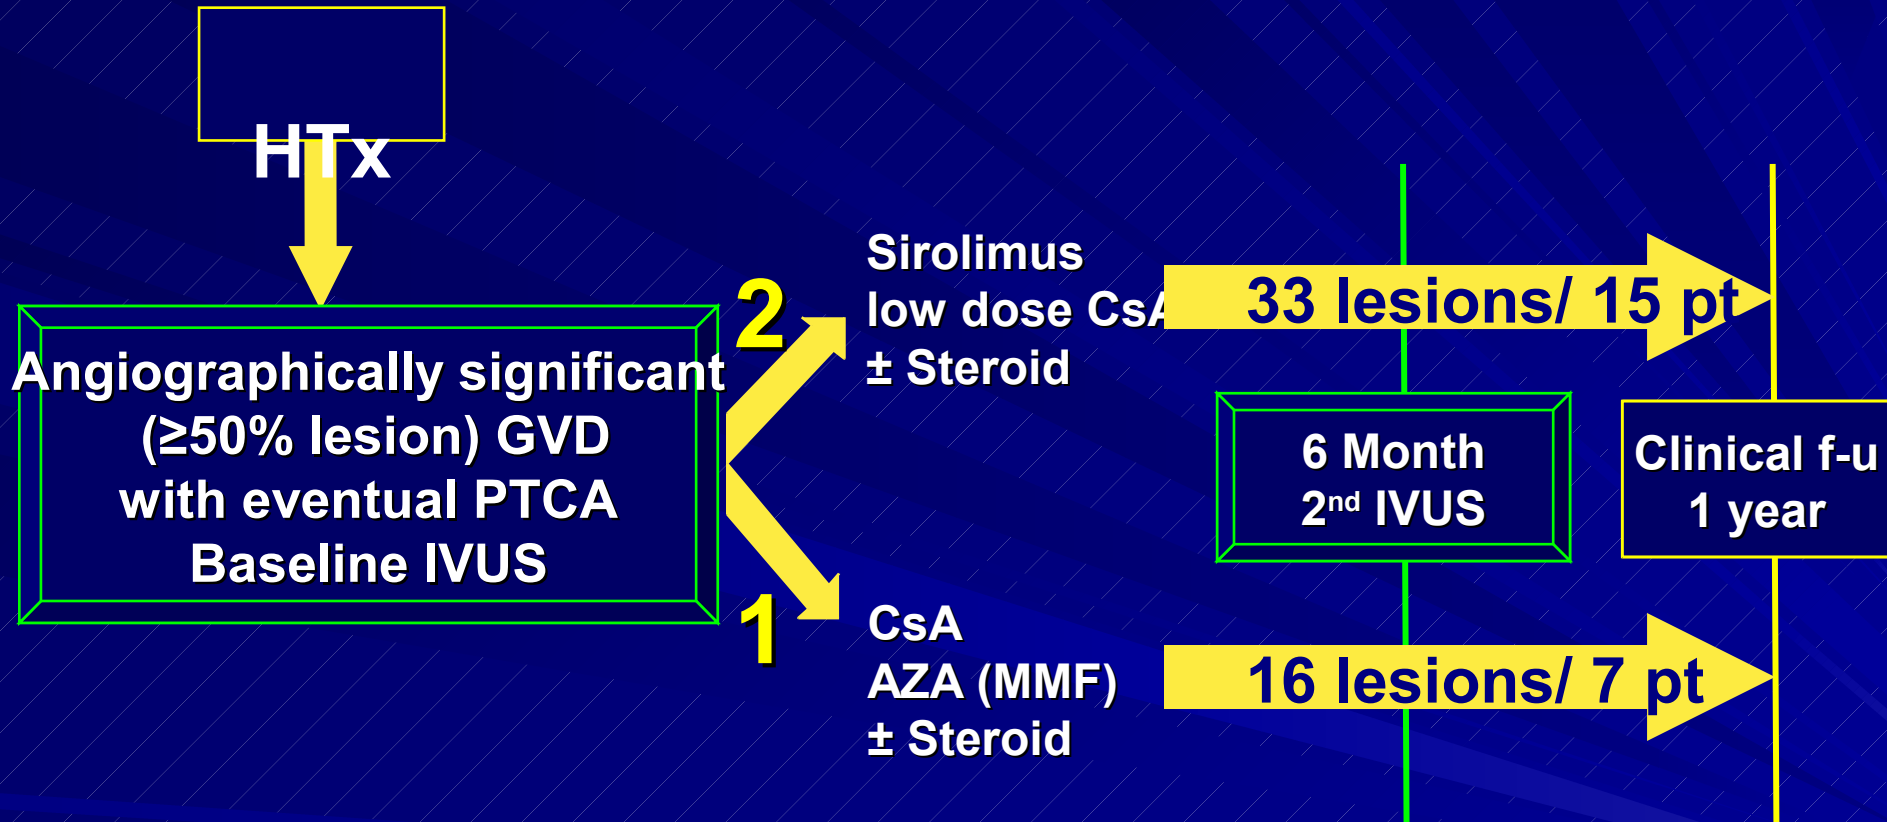 HTx
Angiographically significant
(≥50% lesion) GVD
with eventual PTCA
Baseline IVUS
2
Sirolimus
low dose CsA
± Steroid
33 lesions/ 15 pt
6 Month
2nd IVUS
Clinical f-u
1 year
1
CsA
AZA (MMF)
± Steroid
16 lesions/ 7 pt